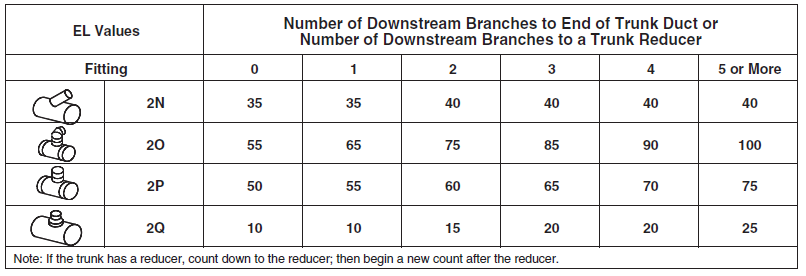 EL Values
Number of Downstream Branches to End of Trunk Duct or
Number of Downstream Branches to a Trunk Reducer
Fitting 0 1 2 3 4 5 or More
2N 35 35 40 40 40 40
2O 55 65 75 85 90 100
2P 50 55 60 65 70 75
2Q 10 10 15 20 20 25
Note: If the trunk has a reducer, count down to the reducer; then begin a new count after the reducer.